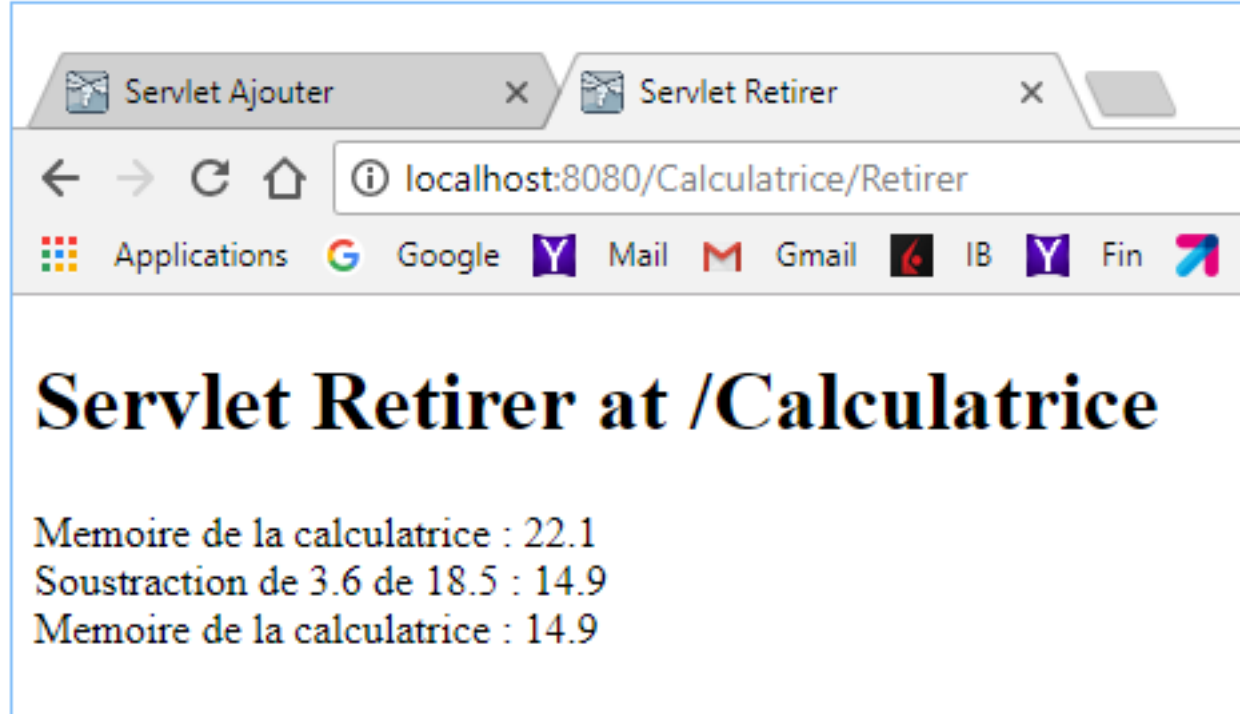 Servlet Ajouter
Servlet Retirer
localhost:8080/Calculatrice/Retirer
Applications Google Mail Gmail IB Fin
Servlet Retirer at /Calculatrice
Memoire de la calculatrice : 22.1
Soustraction de 3.6 de 18.5 : 14.9
Memoire de la calculatrice : 14.9